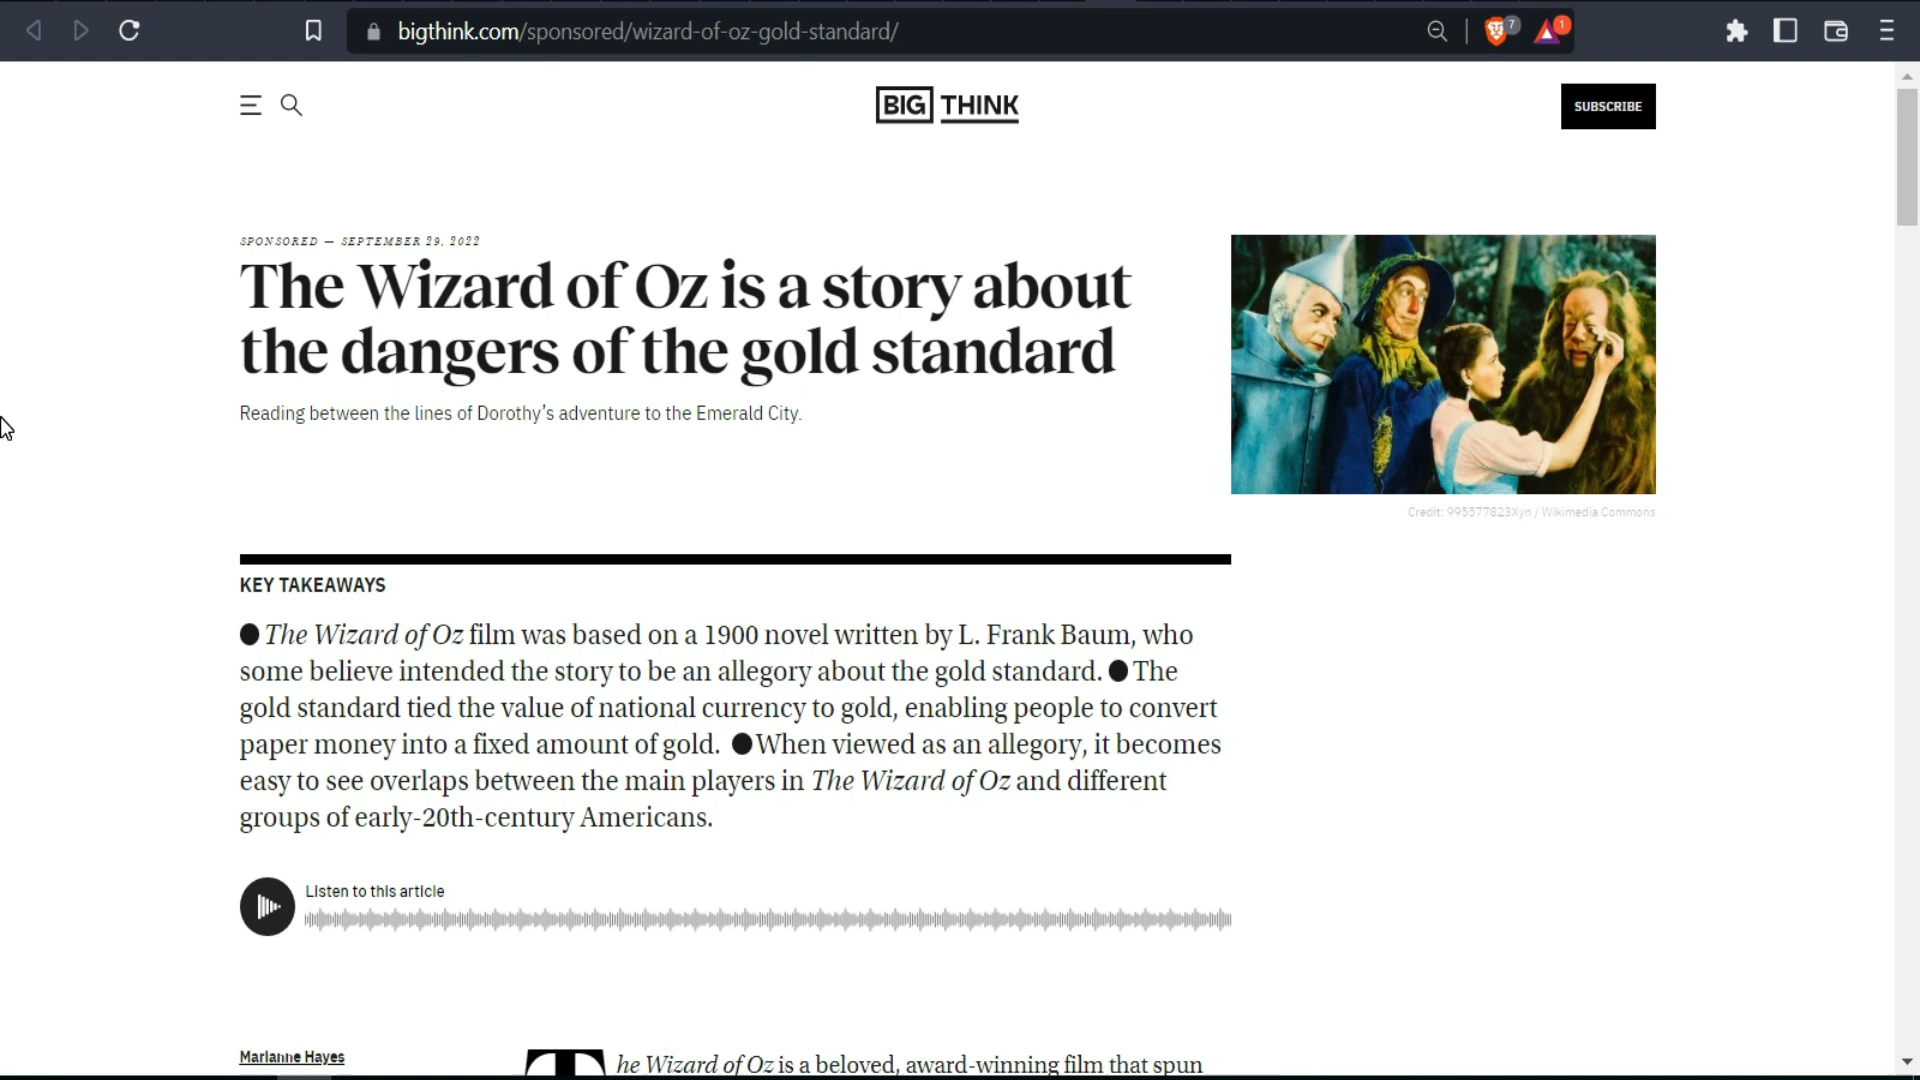 bigthink.com/sponsored/wizard-of-oz-gold-standard/
7
1
BIG THINK
SUBSCRIBE
SPONSORED — SEPTEMBER 29, 2022
The Wizard of Oz is a story about
the dangers of the gold standard
Reading between the lines of Dorothy's adventure to the Emerald City.
Credit: 995577823Xyn / Wikimedia Commons
KEY TAKEAWAYS
● The Wizard of Oz film was based on a 1900 novel written by L. Frank Baum, who
some believe intended the story to be an allegory about the gold standard. ● The
gold standard tied the value of national currency to gold, enabling people to convert
paper money into a fixed amount of gold. ● When viewed as an allegory, it becomes
easy to see overlaps between the main players in The Wizard of Oz and different
groups of early-20th-century Americans.
Listen to this article
Marianne Hayes
The Wizard of Oz is a beloved, award-winning film that spun